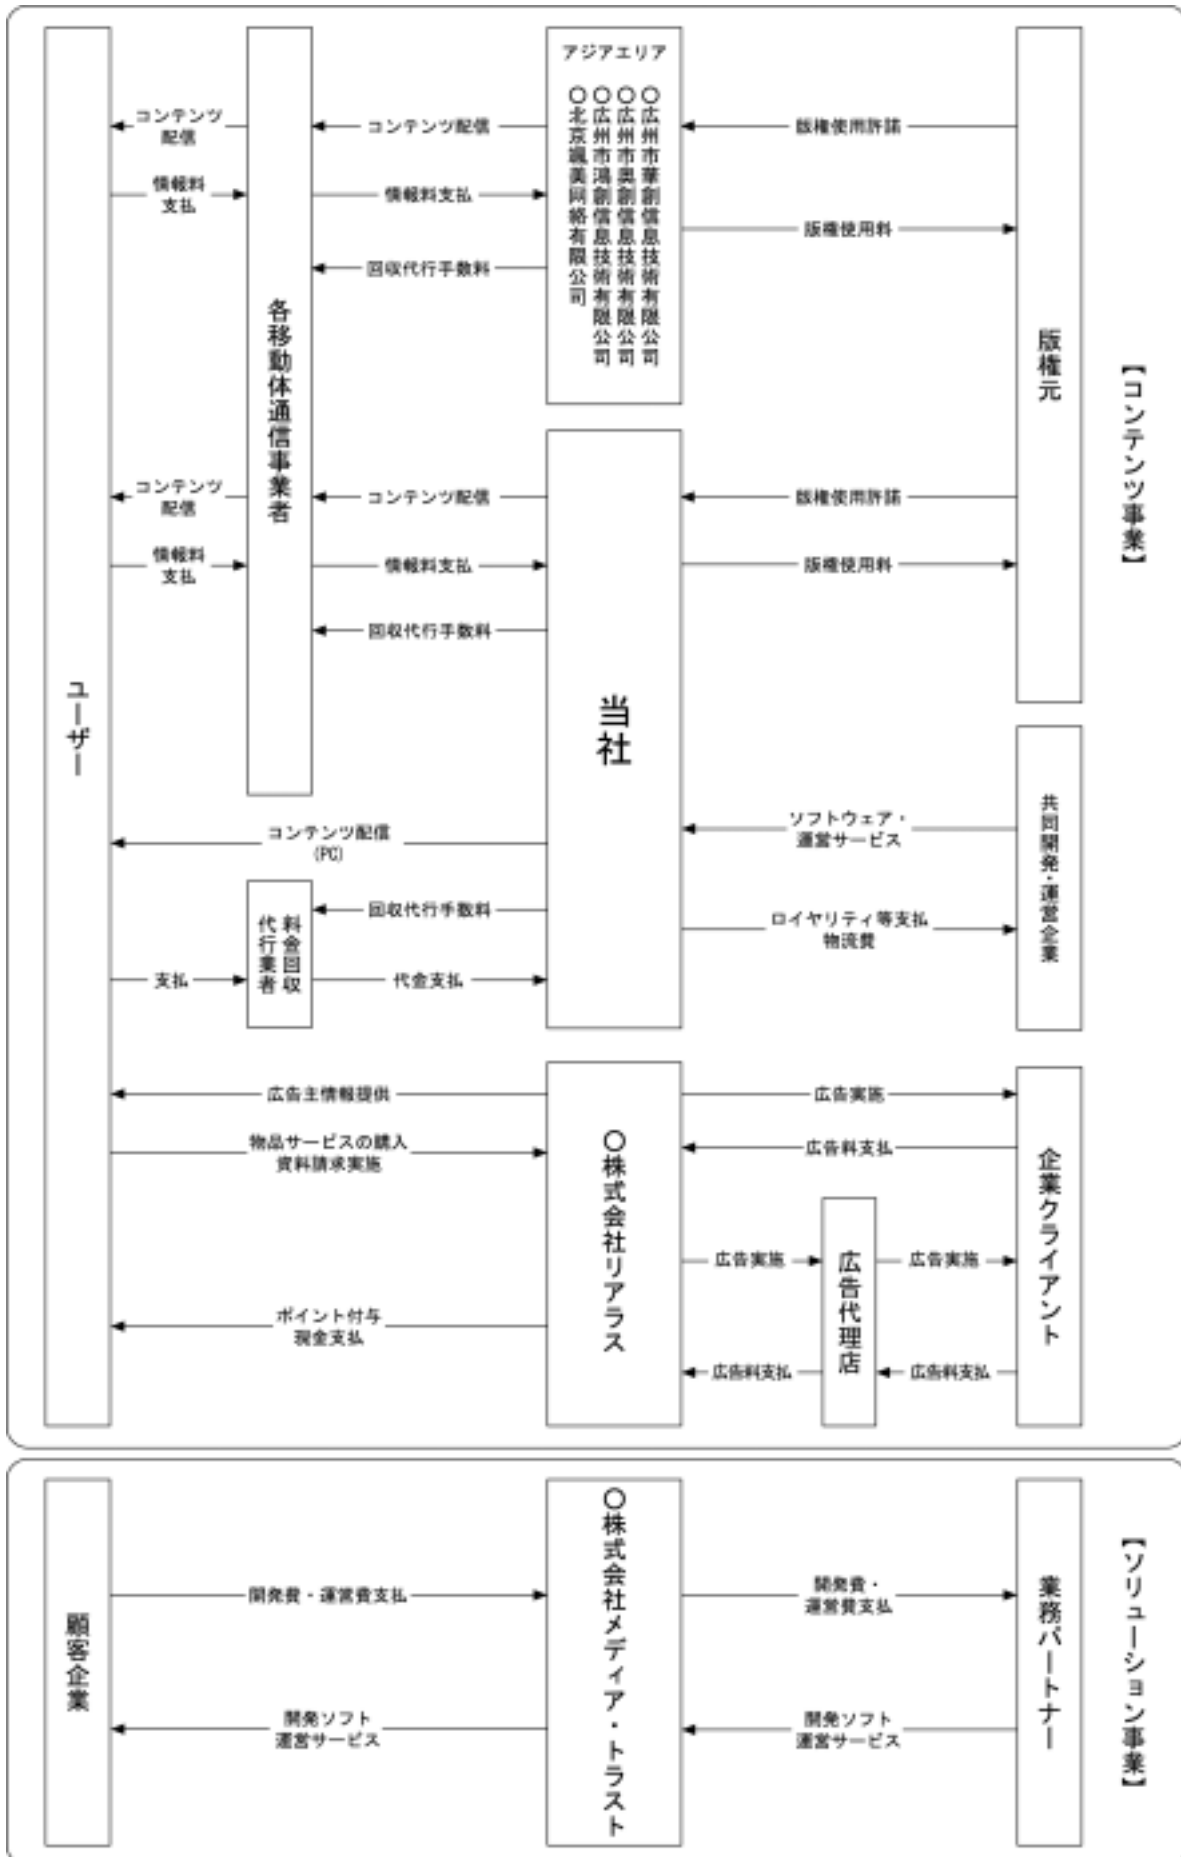 アジアエリア
〇広州市華創信息技術有限公司
〇広州市奥創信息技術有限公司
〇広州市鴻創信息技術有限公司
〇北京颯美网絡有限公司
コンテンツ
配信
コンテンツ配信
版権使用許諾
情報料
支払
情報料支払
版権使用料
回収代行手数料
各移動体通信事業者
版権元
【コンテンツ事業】
コンテンツ
配信
コンテンツ配信
版権使用許諾
情報料
支払
情報料支払
版権使用料
回収代行手数料
ユーザー
当社
コンテンツ配信
(PC)
ソフトウェア・
運営サービス
共同開発・運営企業
料金回収
代行業者
回収代行手数料
ロイヤリティ等支払
物流費
支払
代金支払
広告主情報提供
広告実施
物品サービスの購入
資料請求実施
広告料支払
〇株式会社リアラス
企業クライアント
広告実施
広告代理店
広告実施
ポイント付与
現金支払
広告料支払
広告料支払
顧客企業
開発費・運営費支払
〇株式会社メディア・トラスト
開発費・
運営費支払
業務パートナー
【ソリューション事業】
開発ソフト
運営サービス
開発ソフト
運営サービス